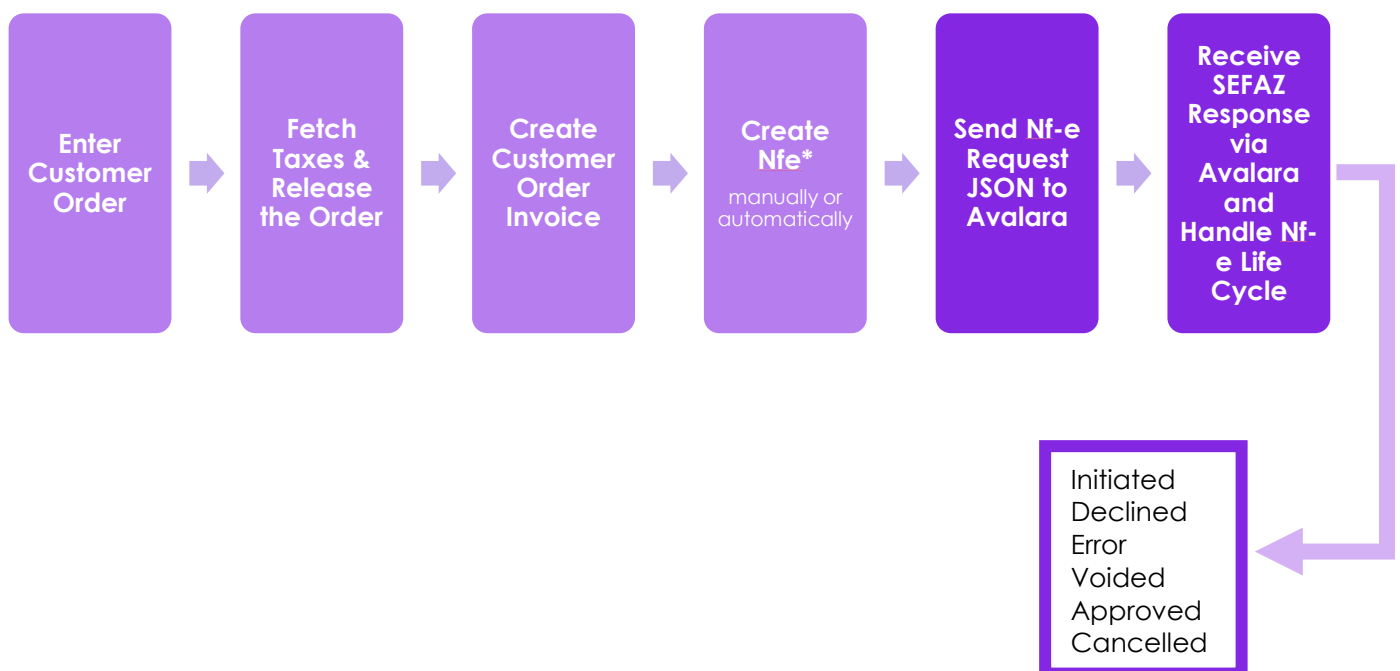 Enter
Customer
Order
Fetch
Taxes &
Release
the Order
Create
Customer
Order
Invoice
Create
Nfe*
manually or
automatically
Send Nf-e
Request
JSON to
Avalara
Receive
SEFAZ
Response
via
Avalara
and
Handle Nf-
e Life
Cycle
Initiated
Declined
Error
Voided
Approved
Cancelled